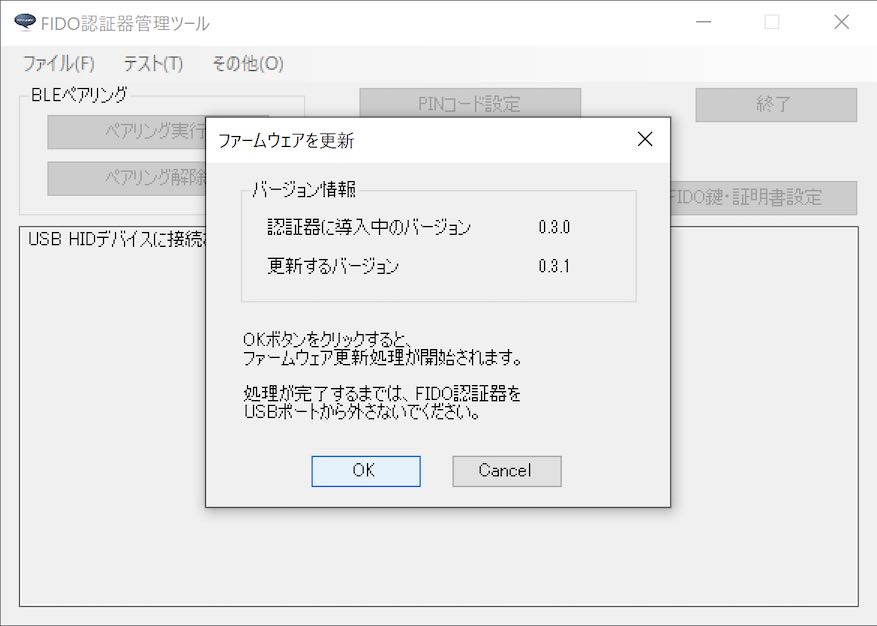 FIDO認証器管理ツール
ファイル(F) テスト(T) その他(O)
BLEペアリング
PINコード設定
終了
ペアリング実行
ペアリング解除
FIDO鍵・証明書設定
USB HIDデバイスに接続
ファームウェアを更新
バージョン情報
認証器に導入中のバージョン 0.3.0
更新するバージョン 0.3.1
OKボタンをクリックすると、
ファームウェア更新処理が開始されます。
処理が完了するまでは、FIDO認証器を
USBポートから外さないでください。
OK Cancel